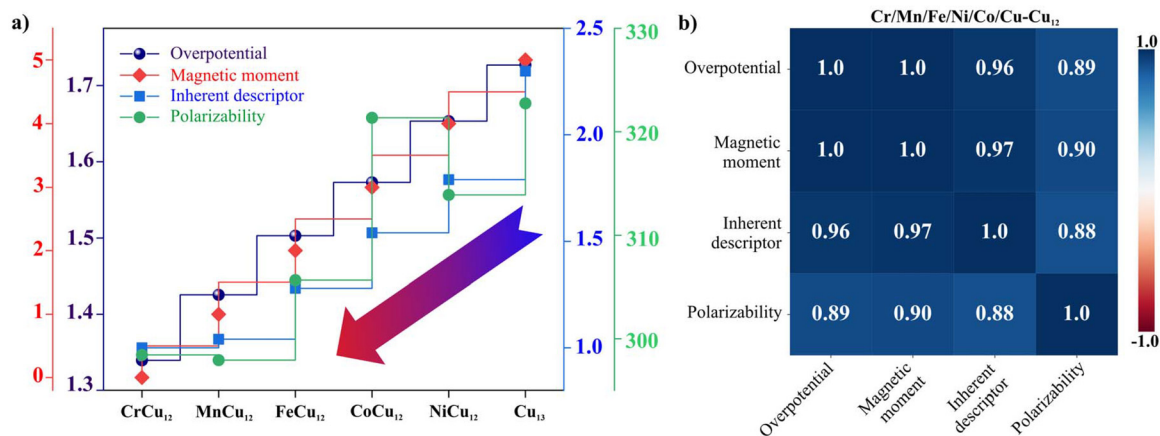 a)
Overpotential
Magnetic moment
Inherent descriptor
Polarizability
5
4
3
2
1
0
1.7
1.6
1.5
1.4
1.3
2.5
2.0
1.5
1.0
330
320
310
300
CrCu₁₂ MnCu₁₂ FeCu₁₂ CoCu₁₂ NiCu₁₂ Cu₁₃
b)
Cr/Mn/Fe/Ni/Co/Cu-Cu₁₂
Overpotential 1.0 1.0 0.96 0.89
Magnetic
moment
1.0 1.0 0.97 0.90
Inherent
descriptor
0.96 0.97 1.0 0.88
Polarizability 0.89 0.90 0.88 1.0
Overpotential
Magnetic
moment
Inherent
descriptor
Polarizability
1.0
-1.0